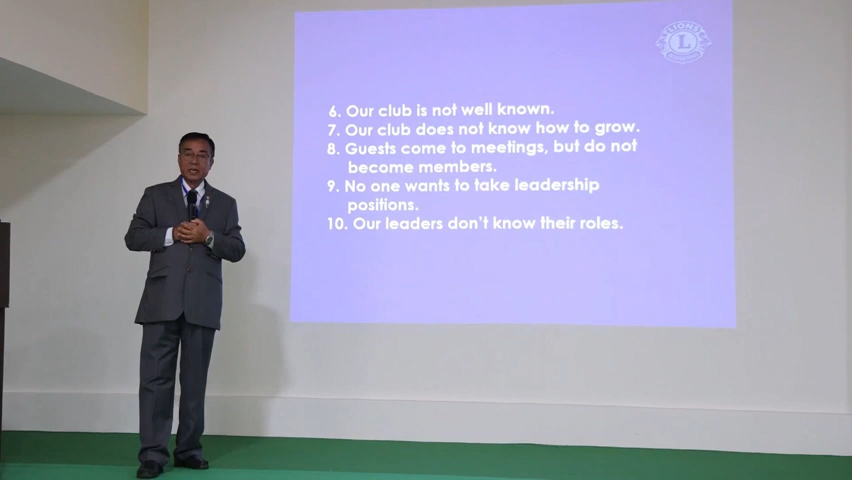 LIONS
L
6. Our club is not well known.
7. Our club does not know how to grow.
8. Guests come to meetings, but do not
become members.
9. No one wants to take leadership
positions.
10. Our leaders don't know their roles.